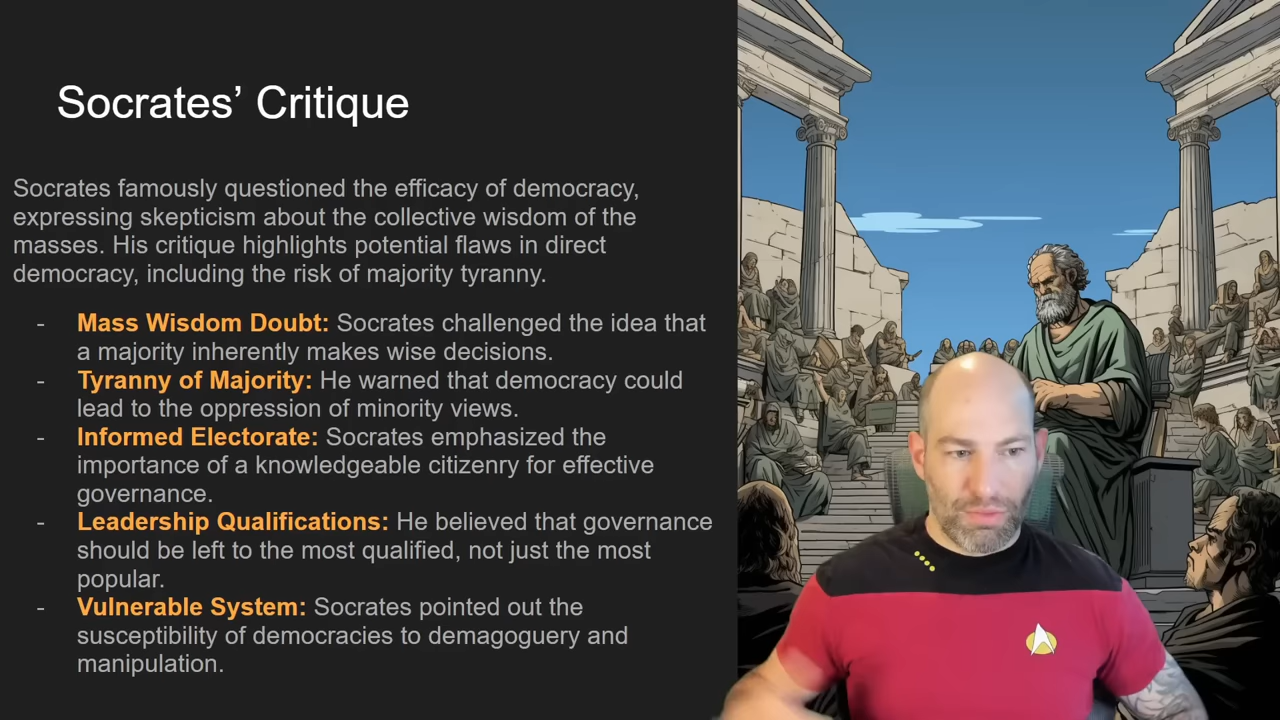 Socrates’ Critique
Socrates famously questioned the efficacy of democracy,
expressing skepticism about the collective wisdom of the
masses. His critique highlights potential flaws in direct
democracy, including the risk of majority tyranny.
- Mass Wisdom Doubt: Socrates challenged the idea that
a majority inherently makes wise decisions.
- Tyranny of Majority: He warned that democracy could
lead to the oppression of minority views.
- Informed Electorate: Socrates emphasized the
importance of a knowledgeable citizenry for effective
governance.
- Leadership Qualifications: He believed that governance
should be left to the most qualified, not just the most
popular.
- Vulnerable System: Socrates pointed out the
susceptibility of democracies to demagoguery and
manipulation.